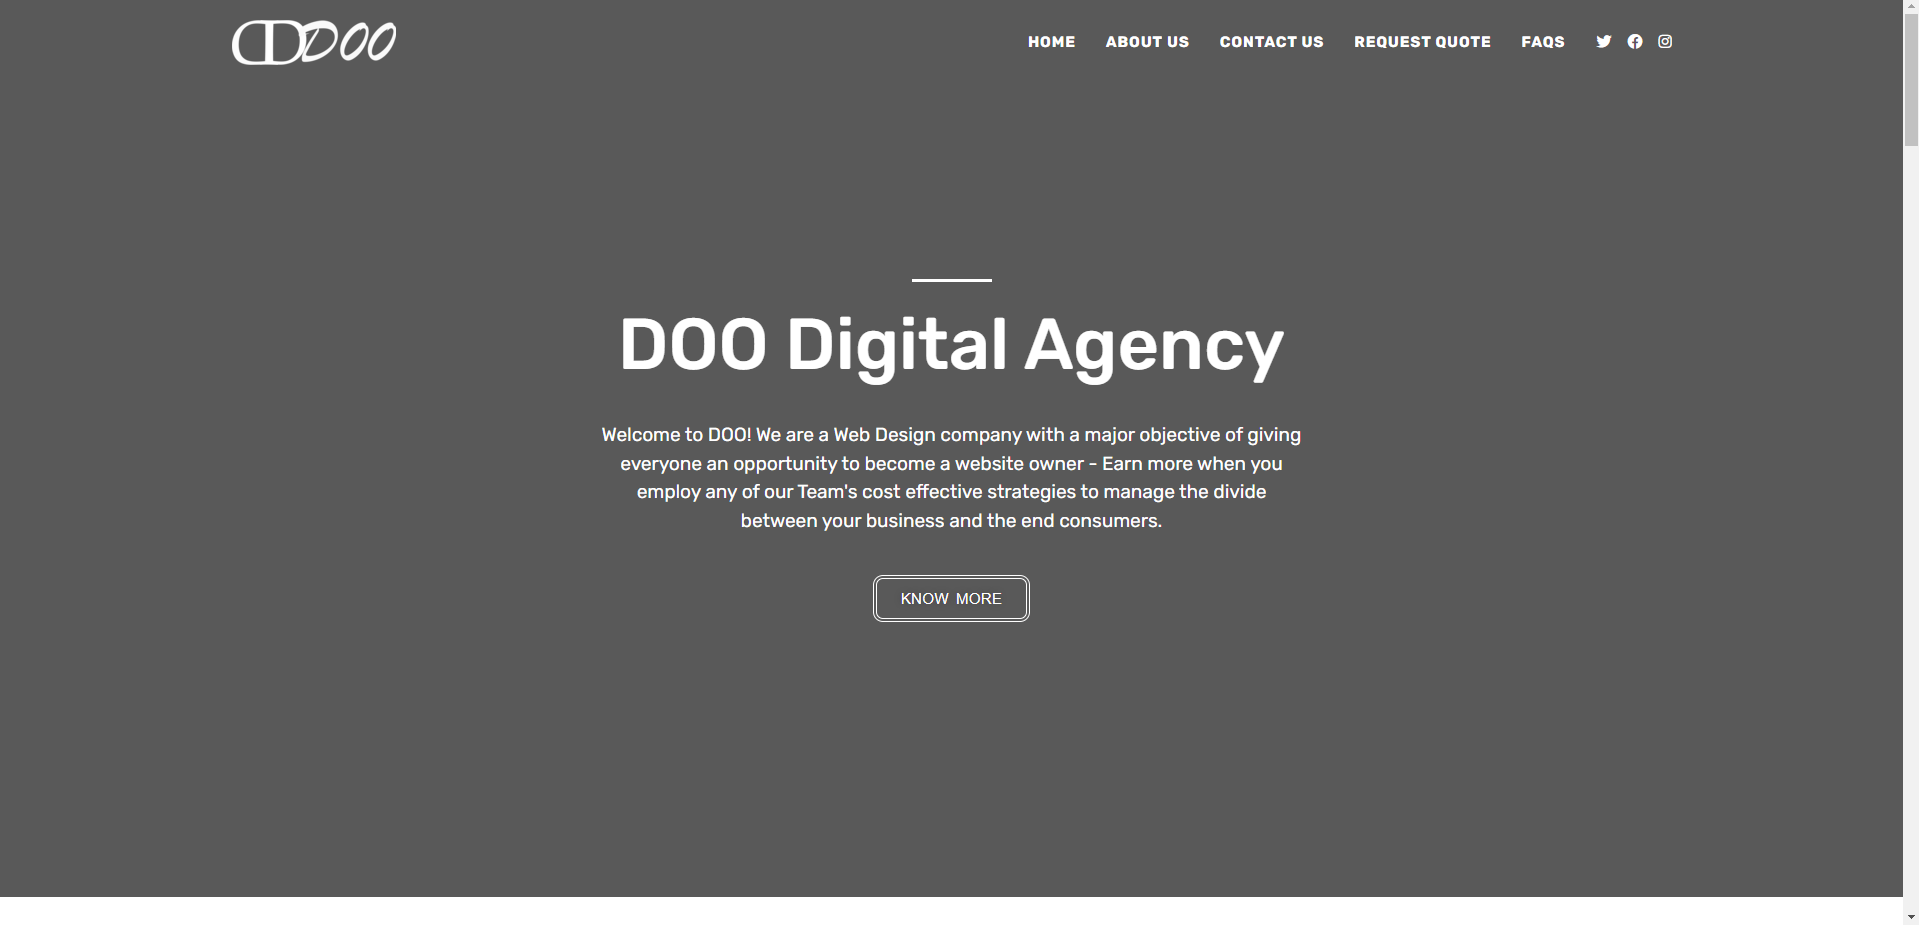 DOO
HOME ABOUT US CONTACT US REQUEST QUOTE FAQS
DOO Digital Agency
Welcome to DOO! We are a Web Design company with a major objective of giving
everyone an opportunity to become a website owner - Earn more when you
employ any of our Team's cost effective strategies to manage the divide
between your business and the end consumers.
KNOW MORE